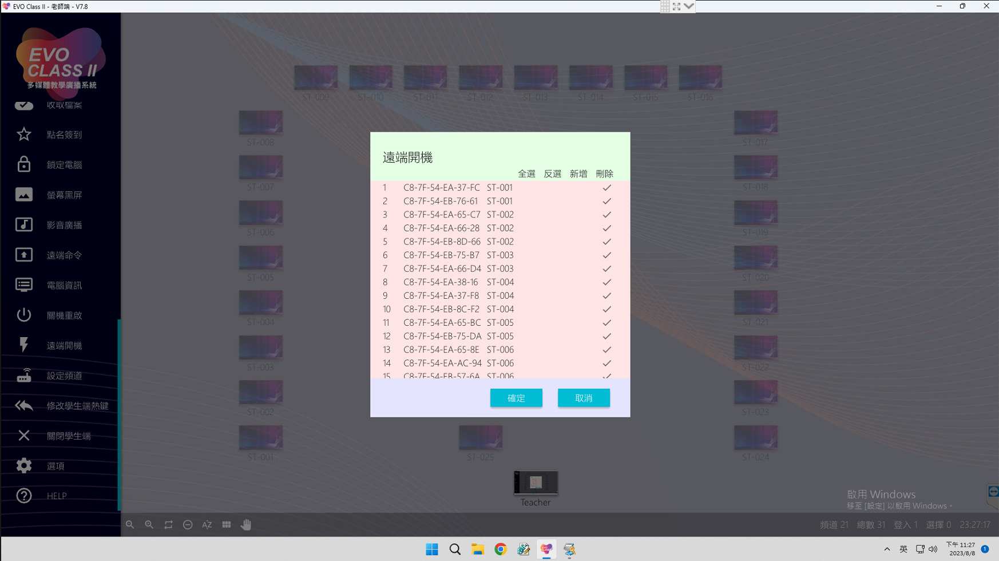 EVO Class II - 老師端 - V7.8
EVO
CLASS II
多媒體教學廣播系統
收取檔案
點名簽到
鎖定電腦
螢幕黑屏
影音廣播
遠端命令
電腦資訊
關機重啟
遠端開機
設定頻道
修改學生端熱鍵
關閉學生端
選項
HELP
ST-009 ST-010 ST-011 ST-012 ST-013 ST-014 ST-015 ST-016
ST-008 ST-017
ST-007 ST-018
ST-006 ST-019
ST-005 ST-020
ST-004 ST-021
ST-003 ST-022
ST-002 ST-023
ST-001 ST-025 ST-024
Teacher
遠端開機
全選 反選 新增 刪除
1 C8-7F-54-EA-37-FC ST-001
2 C8-7F-54-EB-76-61 ST-001
3 C8-7F-54-EA-65-C7 ST-002
4 C8-7F-54-EA-66-28 ST-002
5 C8-7F-54-EB-8D-66 ST-002
6 C8-7F-54-EB-75-B7 ST-003
7 C8-7F-54-EA-66-D4 ST-003
8 C8-7F-54-EA-38-16 ST-004
9 C8-7F-54-EA-37-F8 ST-004
10 C8-7F-54-EB-8C-F2 ST-004
11 C8-7F-54-EA-65-BC ST-005
12 C8-7F-54-EB-75-DA ST-005
13 C8-7F-54-EA-65-8E ST-006
14 C8-7F-54-EA-AC-94 ST-006
15 C8-7F-54-EB-57-6A ST-006
確定 取消
啟用 Windows
移至 [設定] 以啟用 Windows。
AZ
頻道 21 總數 31 登入 1 選擇 0 23:27:17
英
下午 11:27
2023/8/8
1